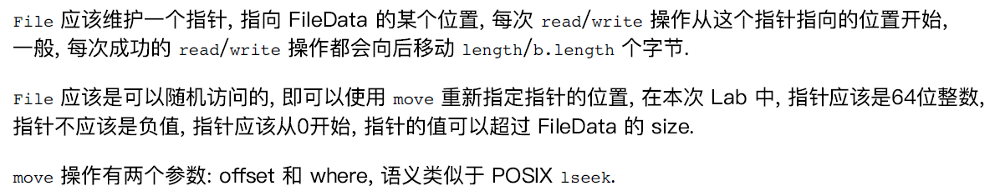 File 应该维护一个指针, 指向 FileData 的某个位置, 每次 read/write 操作从这个指针指向的位置开始,
一般, 每次成功的 read/write 操作都会向后移动 length/b.length 个字节.
File 应该是可以随机访问的, 即可以使用 move 重新指定指针的位置, 在本次 Lab 中, 指针应该是64位整数,
指针不应该是负值, 指针应该从0开始, 指针的值可以超过 FileData 的 size.
move 操作有两个参数: offset 和 where, 语义类似于 POSIX lseek.